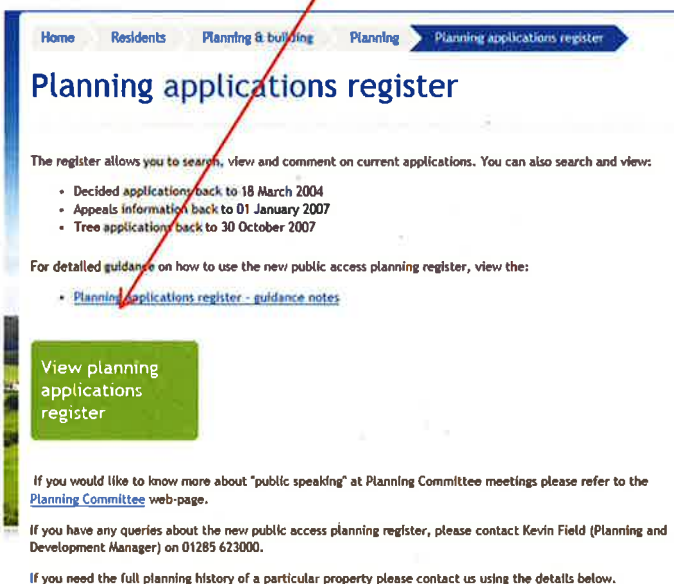 Home Residents Planning & building Planning Planning applications register
Planning applications register
The register allows you to search, view and comment on current applications. You can also search and view:
• Decided applications back to 18 March 2004
• Appeals information back to 01 January 2007
• Tree applications back to 30 October 2007
For detailed guidance on how to use the new public access planning register, view the:
• Planning applications register - guidance notes
View planning
applications
register
If you would like to know more about "public speaking" at Planning Committee meetings please refer to the
Planning Committee web-page.
If you have any queries about the new public access planning register, please contact Kevin Field (Planning and
Development Manager) on 01285 623000.
If you need the full planning history of a particular property please contact us using the details below.